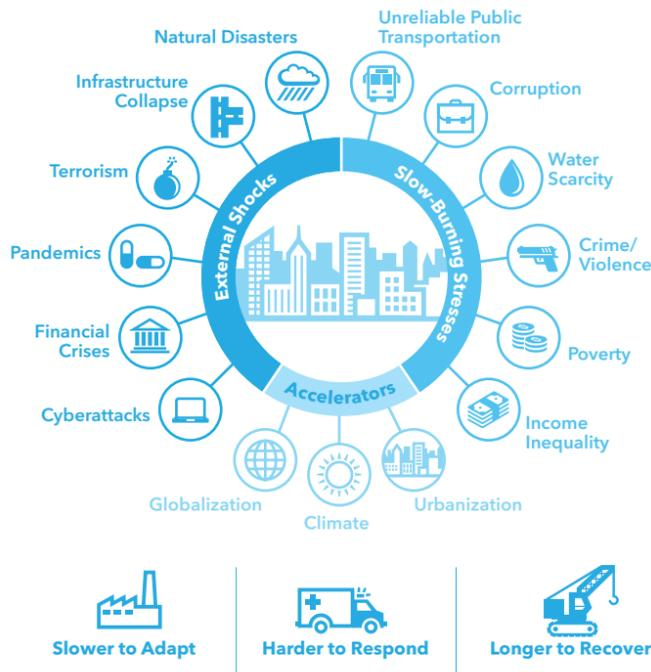 Unreliable Public
Transportation
Natural Disasters
Infrastructure
Collapse
Corruption
Terrorism
Water
Scarcity
External Shocks
Slow-Burning Stresses
Pandemics
Crime/
Violence
Financial
Crises
Poverty
Accelerators
Cyberattacks
Income
Inequality
Globalization
Urbanization
Climate
Slower to Adapt
Harder to Respond
Longer to Recover